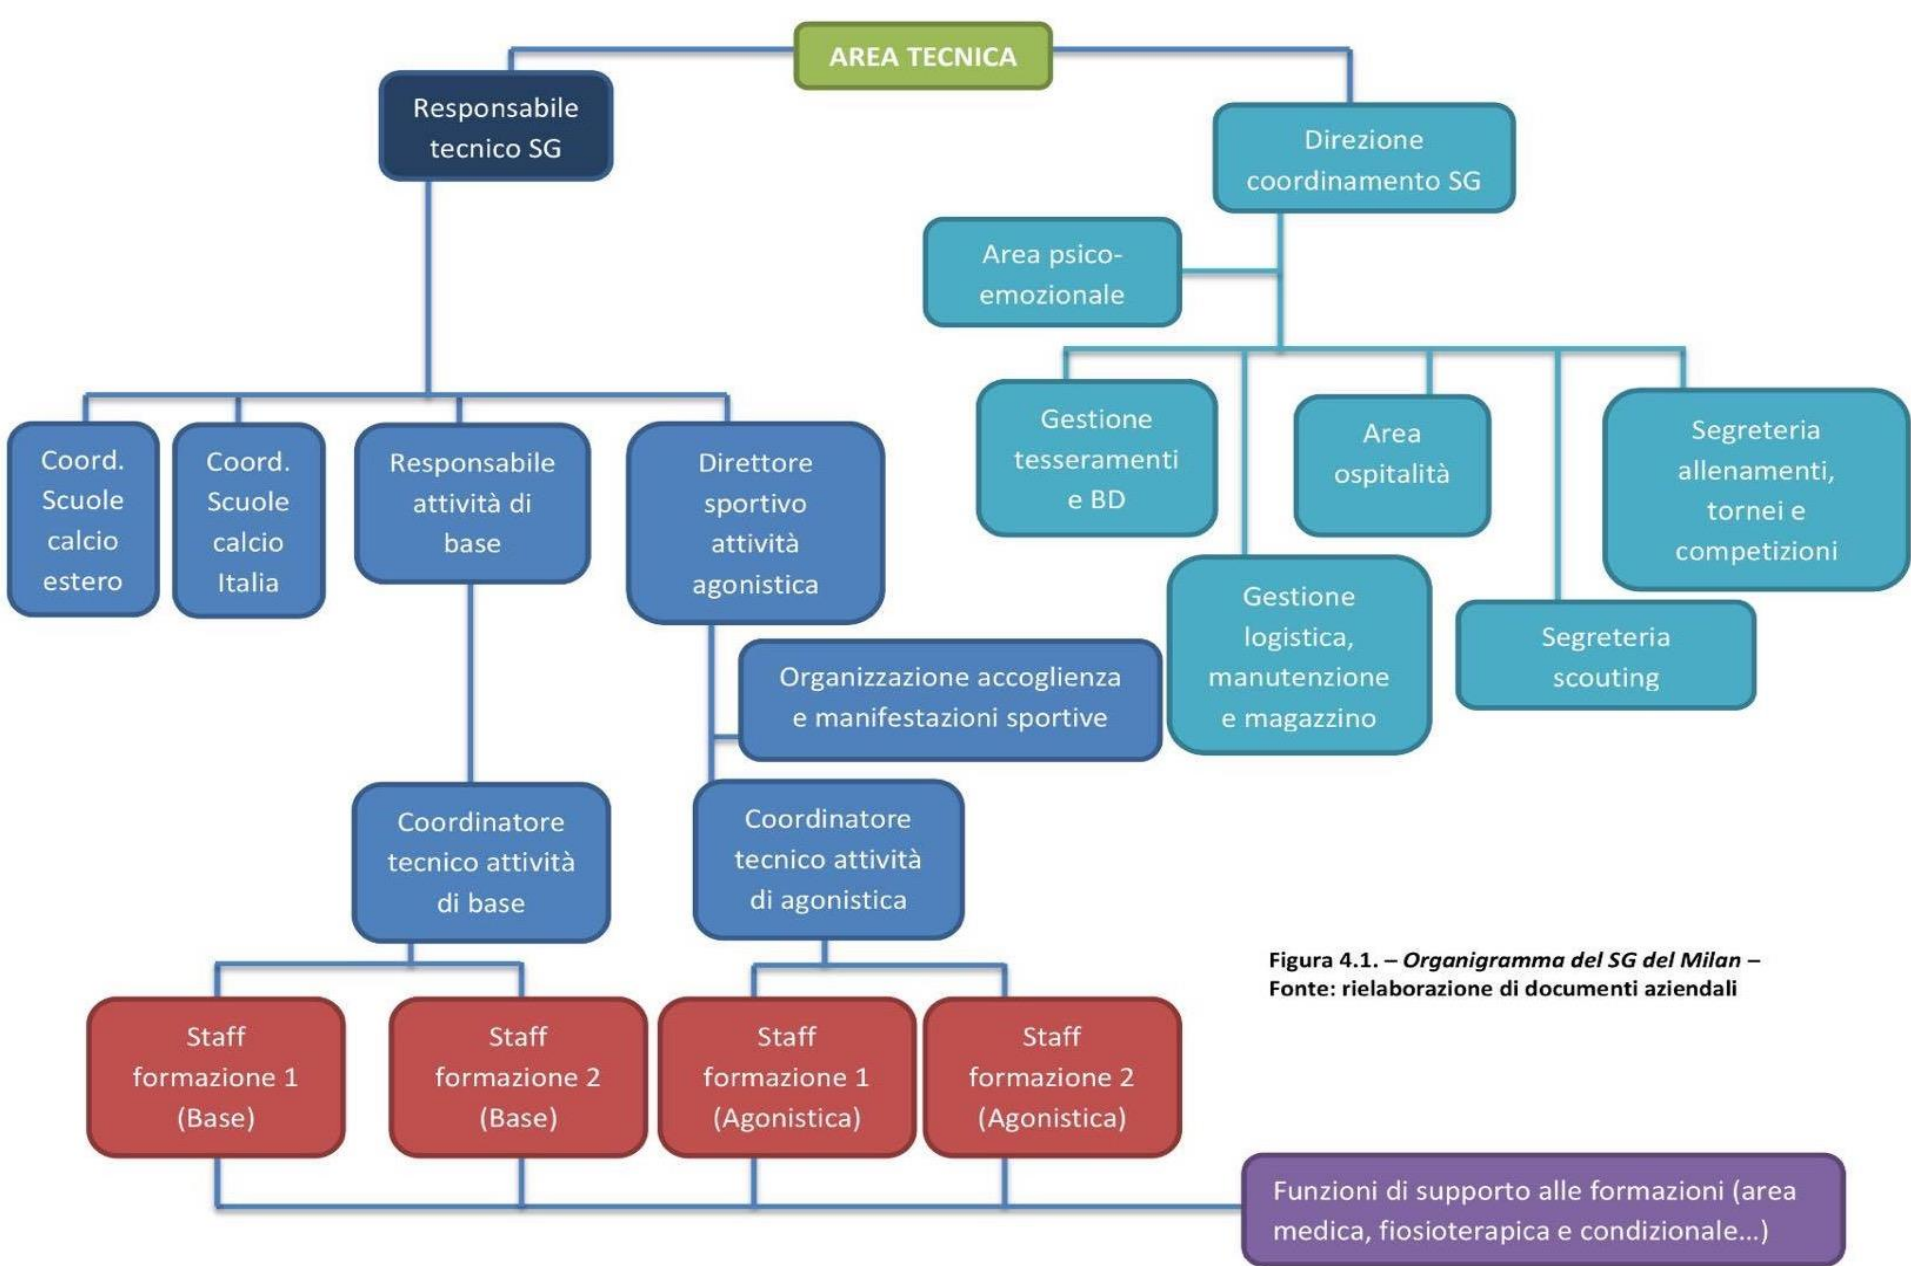 AREA TECNICA
Responsabile
tecnico SG
Direzione
coordinamento SG
Area psico-
emozionale
Coord.
Scuole
calcio
estero
Coord.
Scuole
calcio
Italia
Responsabile
attività di
base
Direttore
sportivo
attività
agonistica
Gestione
tesseramenti
e BD
Area
ospitalità
Segreteria
allenamenti,
tornei e
competizioni
Gestione
logistica,
manutenzione
e magazzino
Segreteria
scouting
Organizzazione accoglienza
e manifestazioni sportive
Coordinatore
tecnico attività
di base
Coordinatore
tecnico attività
di agonistica
Figura 4.1. – Organigramma del SG del Milan –
Fonte: rielaborazione di documenti aziendali
Staff
formazione 1
(Base)
Staff
formazione 2
(Base)
Staff
formazione 1
(Agonistica)
Staff
formazione 2
(Agonistica)
Funzioni di supporto alle formazioni (area
medica, fiosioterapica e condizionale...)